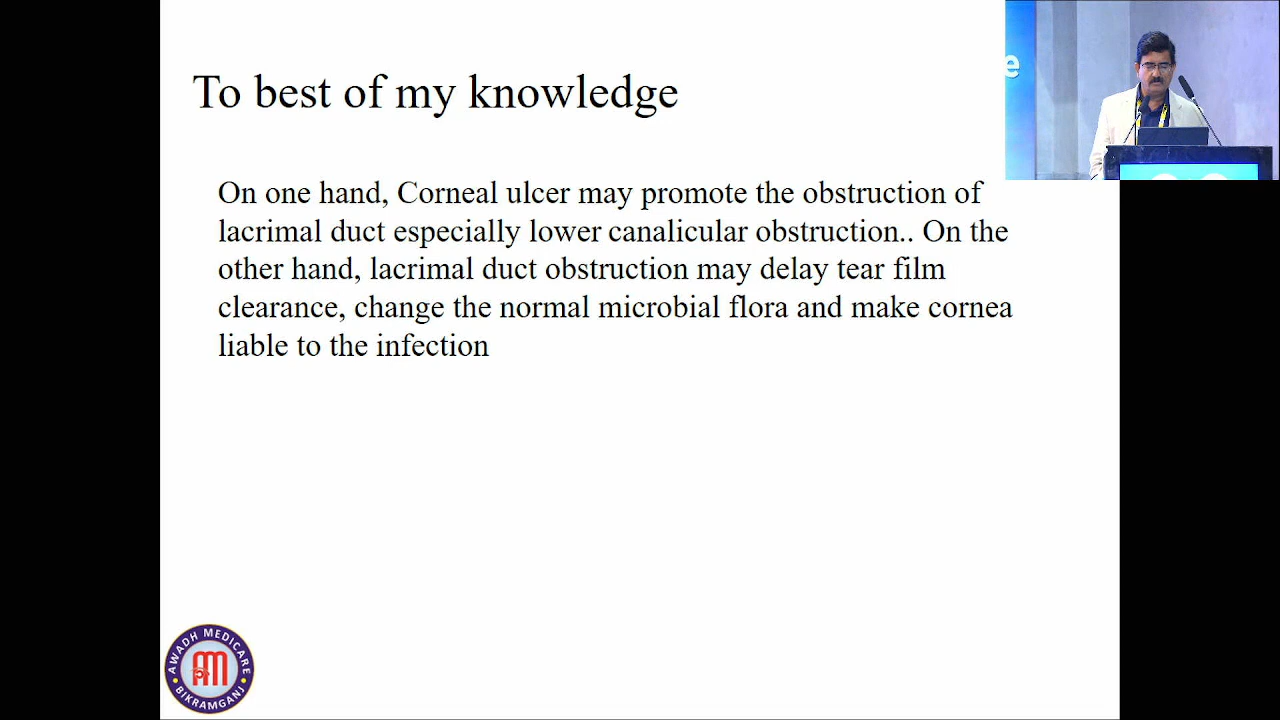 To best of my knowledge
On one hand, Corneal ulcer may promote the obstruction of
lacrimal duct especially lower canalicular obstruction.. On the
other hand, lacrimal duct obstruction may delay tear film
clearance, change the normal microbial flora and make cornea
liable to the infection
e
AWADH MEDICARE
AM
BIKRAMGANJ